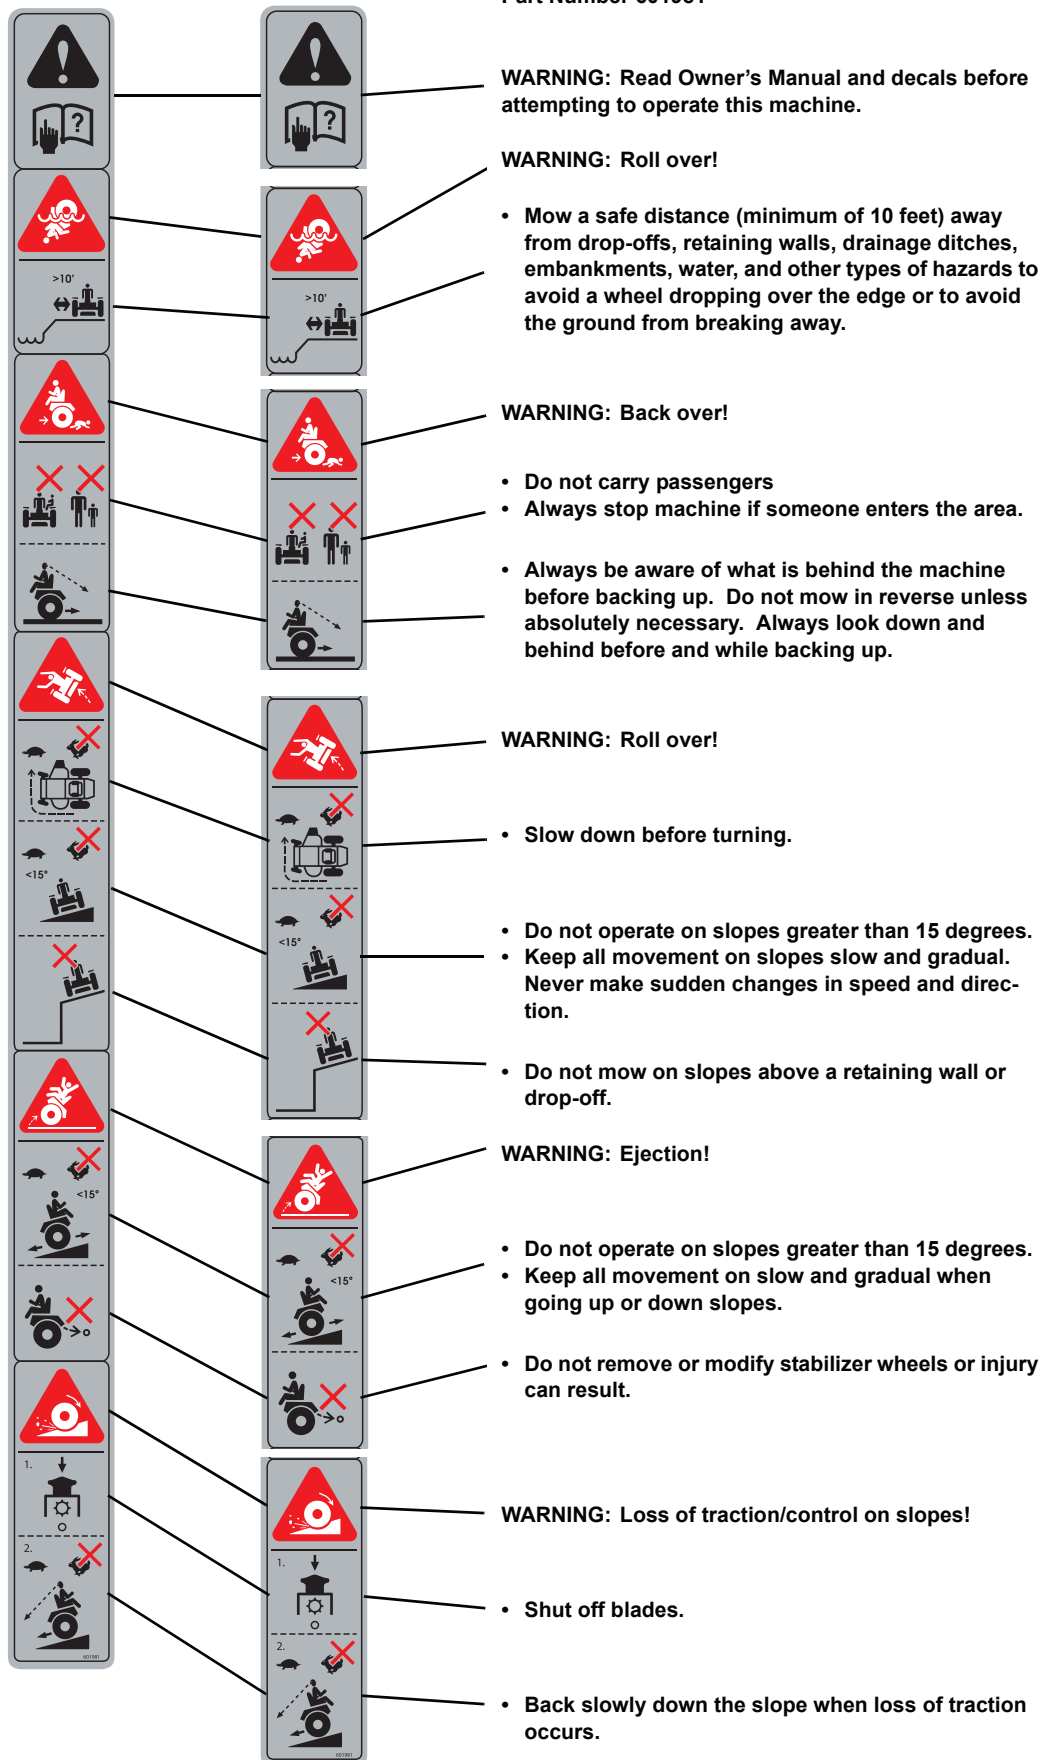 WARNING: Read Owner's Manual and decals before
attempting to operate this machine.
WARNING: Roll over!
• Mow a safe distance (minimum of 10 feet) away
from drop-offs, retaining walls, drainage ditches,
embankments, water, and other types of hazards to
avoid a wheel dropping over the edge or to avoid
the ground from breaking away.
WARNING: Back over!
• Do not carry passengers
• Always stop machine if someone enters the area.
• Always be aware of what is behind the machine
before backing up. Do not mow in reverse unless
absolutely necessary. Always look down and
behind before and while backing up.
WARNING: Roll over!
• Slow down before turning.
• Do not operate on slopes greater than 15 degrees.
• Keep all movement on slopes slow and gradual.
Never make sudden changes in speed and direc-
tion.
• Do not mow on slopes above a retaining wall or
drop-off.
WARNING: Ejection!
• Do not operate on slopes greater than 15 degrees.
• Keep all movement on slow and gradual when
going up or down slopes.
• Do not remove or modify stabilizer wheels or injury
can result.
WARNING: Loss of traction/control on slopes!
• Shut off blades.
• Back slowly down the slope when loss of traction
occurs.
?
>10'
<15°
<15°
1.
2.
601981
?
>10'
<15°
<15°
1.
2.
601981